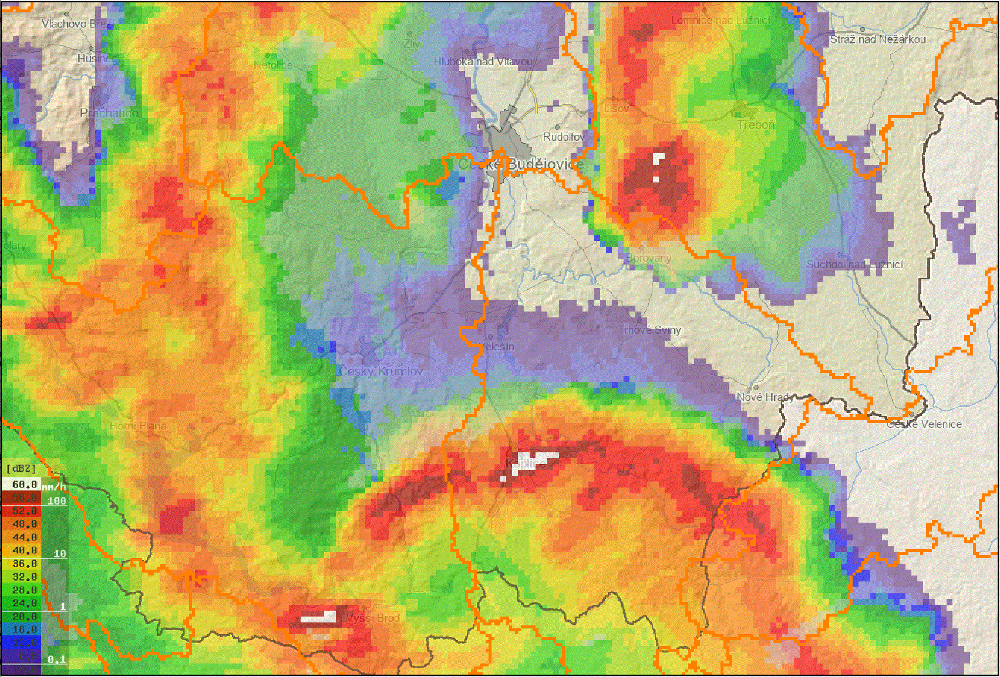 Vlachovo Březí
Lomnice nad Lužnicí
Stráž nad Nežárkou
Zliv
Husinec
Netolice
Hluboká nad Vltavou
Prachatice
Lišov
Třeboň
Rudolfov
České Budějovice
olary
Borovany
Suchdol nad Lužnicí
Trhové Sviny
Velešín
Český Krumlov
Nové Hrady
Horní Planá
České Velenice
Kaplice
Vyšší Brod
[dBZ]
60.0 mm/h
56.0 100
52.0
48.0
44.0
40.0 10
36.0
32.0
28.0
24.0 1
20.0
16.0
12.0
8.0 0.1